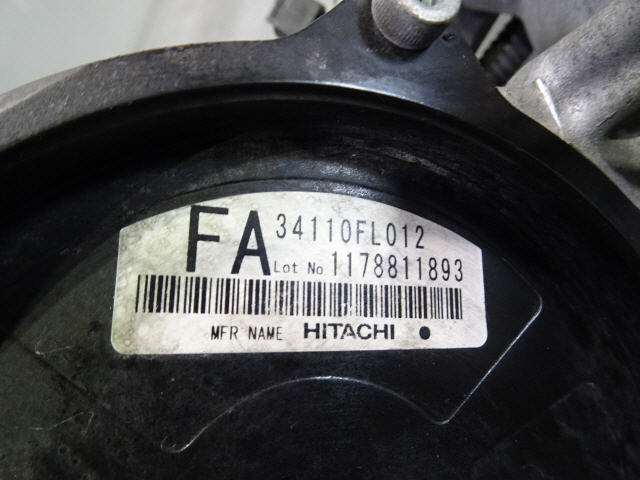 FA 34110FL012
Lot No. 1178811893
MFR NAME HITACHI